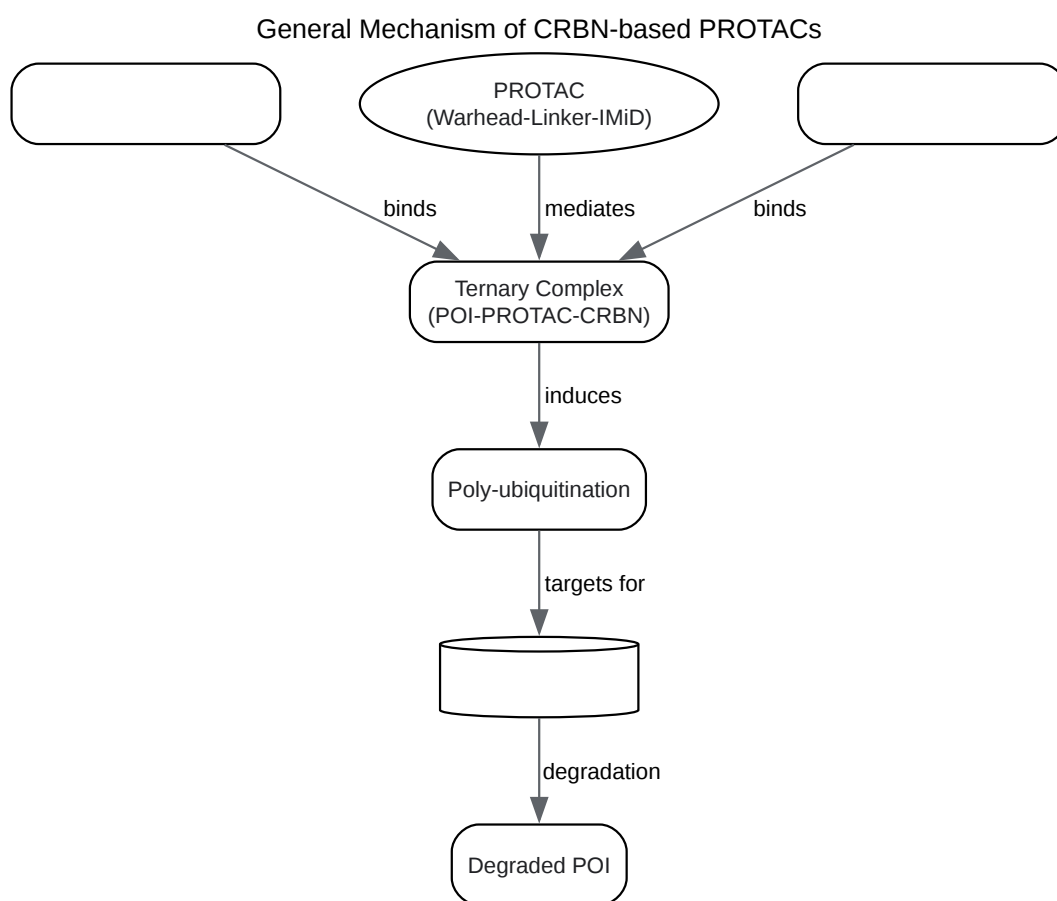 General Mechanism of CRBN-based PROTACs
PROTAC
(Warhead-Linker-IMiD)
binds
mediates
binds
Ternary Complex
(POI-PROTAC-CRBN)
induces
Poly-ubiquitination
targets for
degradation
Degraded POI